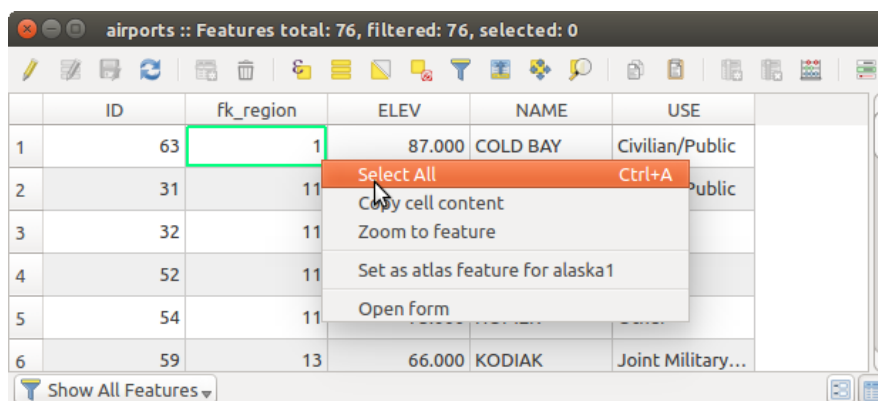 airports :: Features total: 76, filtered: 76, selected: 0
ID fk_region ELEV NAME USE
1 63 1 87.000 COLD BAY Civilian/Public
Select All Ctrl+A
2 31 11 Public
Copy cell content
3 32 11 Zoom to feature
4 52 11 Set as atlas feature for alaska1
5 54 11 Open form
6 59 13 66.000 KODIAK Joint Military...
Show All Features